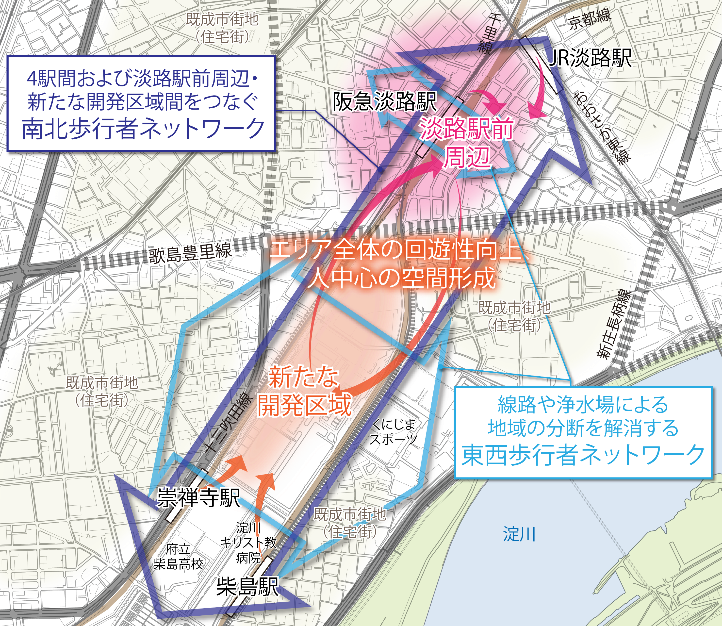 既成市街地
（住宅街）
千里線
京都線
JR淡路駅
4駅間および淡路駅前周辺・
新たな開発区域間をつなぐ
南北歩行者ネットワーク
阪急淡路駅
おおさか東線
淡路駅前
周辺
歌島豊里線
エリア全体の回遊性向上
人中心の空間形成
既成市街地
（住宅街）
新庄長柄線
既成市街地
（住宅街）
新たな
開発区域
十三吹田線
くにじま
スポーツ
線路や浄水場による
地域の分断を解消する
東西歩行者ネットワーク
崇禅寺駅
既成市街地
（住宅街）
淀川
淀川
キリスト教
病院
府立
柴島高校
柴島駅